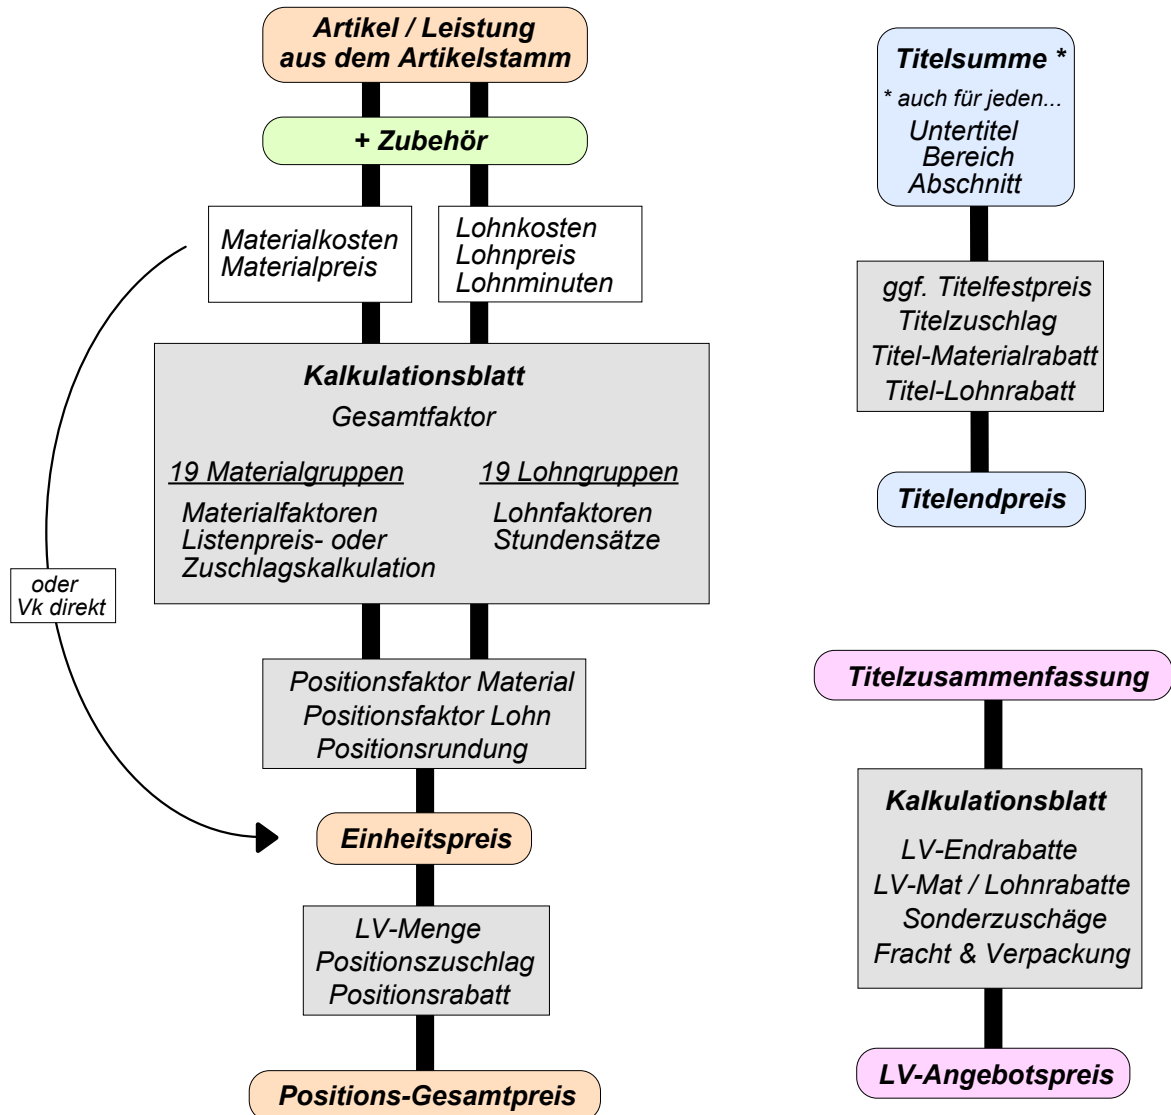 Artikel / Leistung
aus dem Artikelstamm
+ Zubehör
Materialkosten
Materialpreis
Lohnkosten
Lohnpreis
Lohnminuten
Kalkulationsblatt
Gesamtfaktor
19 Materialgruppen
Materialfaktoren
Listenpreis- oder
Zuschlagskalkulation
19 Lohngruppen
Lohnfaktoren
Stundensätze
oder
Vk direkt
Positionsfaktor Material
Positionsfaktor Lohn
Positionsrundung
Einheitspreis
LV-Menge
Positionszuschlag
Positionsrabatt
Positions-Gesamtpreis
Titelsumme *
* auch für jeden...
Untertitel
Bereich
Abschnitt
ggf. Titelfestpreis
Titelzuschlag
Titel-Materialrabatt
Titel-Lohnrabatt
Titelendpreis
Titelzusammenfassung
Kalkulationsblatt
LV-Endrabatte
LV-Mat / Lohnrabatte
Sonderzuschäge
Fracht & Verpackung
LV-Angebotspreis